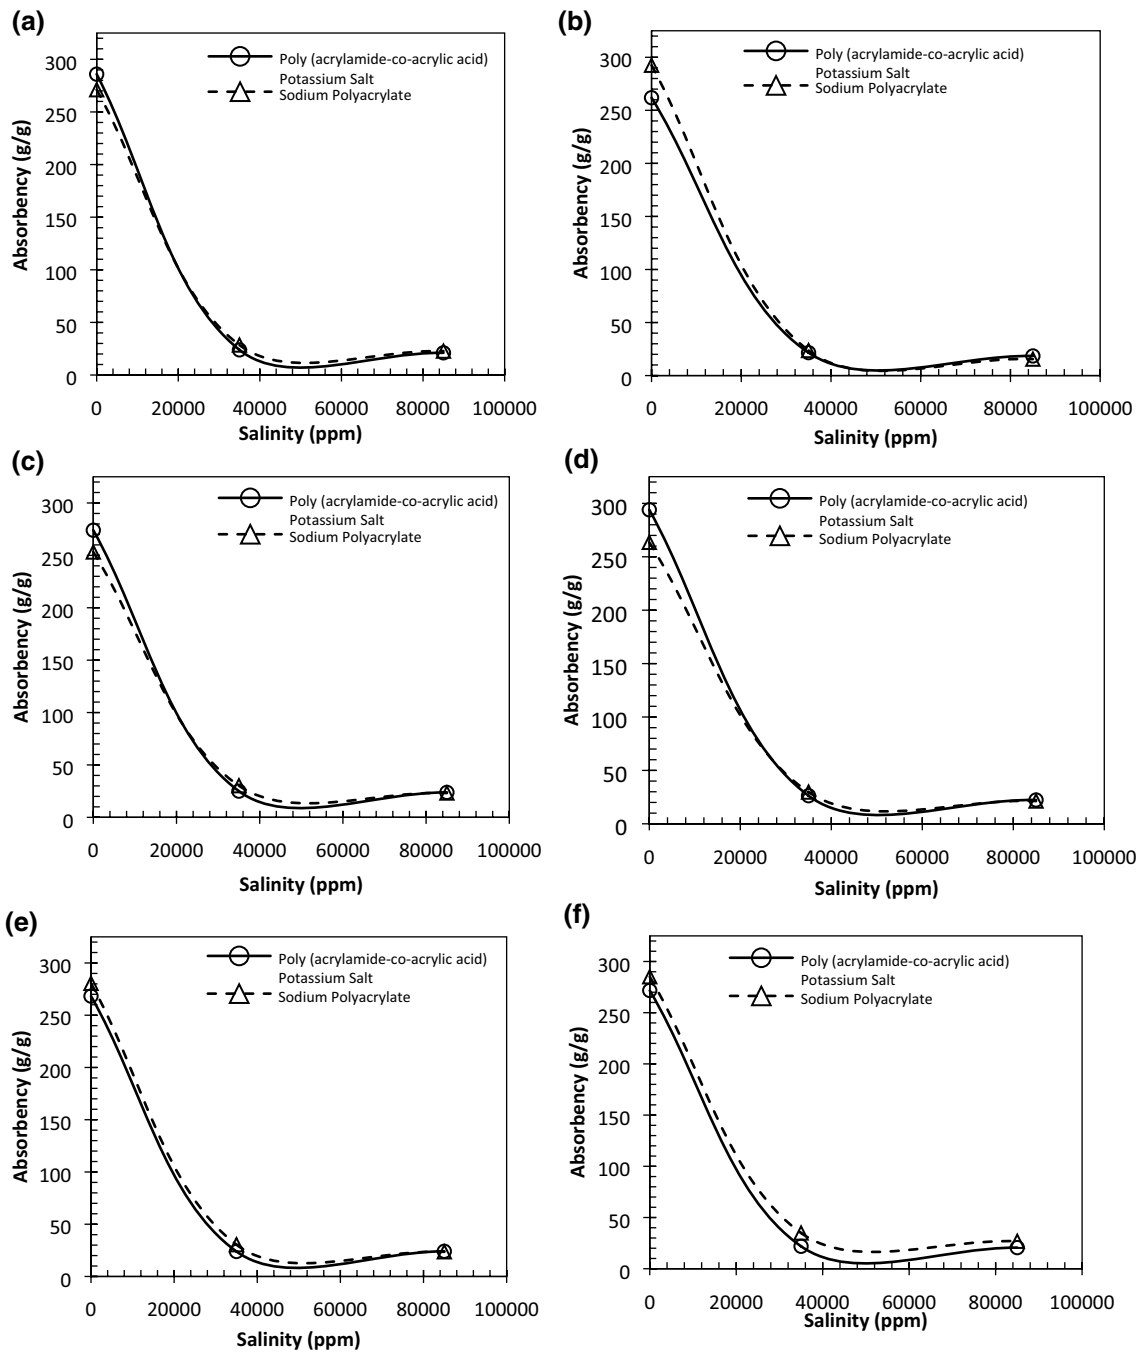 (a)
Poly (acrylamide-co-acrylic acid)
Potassium Salt
Sodium Polyacrylate
Absorbency (g/g)
300
250
200
150
100
50
0
0 20000 40000 60000 80000 100000
Salinity (ppm)
(b)
Poly (acrylamide-co-acrylic acid)
Potassium Salt
Sodium Polyacrylate
Absorbency (g/g)
300
250
200
150
100
50
0
0 20000 40000 60000 80000 100000
Salinity (ppm)
(c)
Poly (acrylamide-co-acrylic acid)
Potassium Salt
Sodium Polyacrylate
Absorbency (g/g)
300
250
200
150
100
50
0
0 20000 40000 60000 80000 100000
Salinity (ppm)
(d)
Poly (acrylamide-co-acrylic acid)
Potassium Salt
Sodium Polyacrylate
Absorbency (g/g)
300
250
200
150
100
50
0
0 20000 40000 60000 80000 100000
Salinity (ppm)
(e)
Poly (acrylamide-co-acrylic acid)
Potassium Salt
Sodium Polyacrylate
Absorbency (g/g)
300
250
200
150
100
50
0
0 20000 40000 60000 80000 100000
Salinity (ppm)
(f)
Poly (acrylamide-co-acrylic acid)
Potassium Salt
Sodium Polyacrylate
Absorbency (g/g)
300
250
200
150
100
50
0
0 20000 40000 60000 80000 100000
Salinity (ppm)